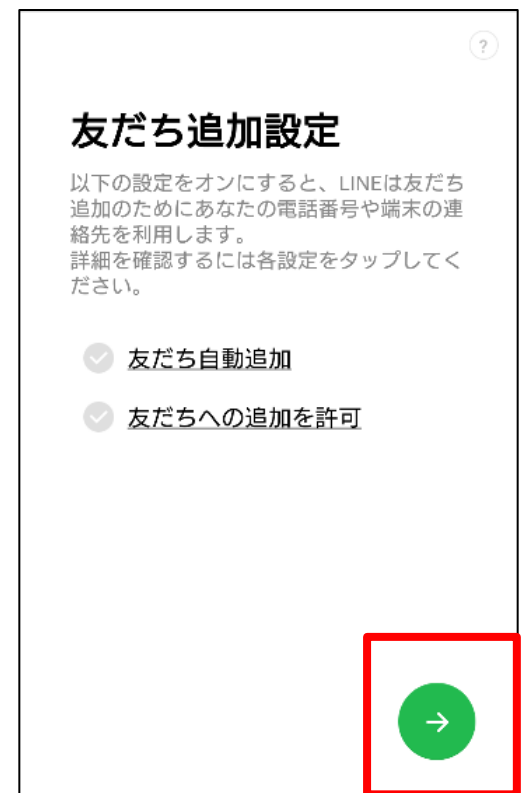 ?
友だち追加設定
以下の設定をオンにすると、LINEは友だち
追加のためにあなたの電話番号や端末の連
絡先を利用します。
詳細を確認するには各設定をタップしてく
ださい。
友だち自動追加
友だちへの追加を許可